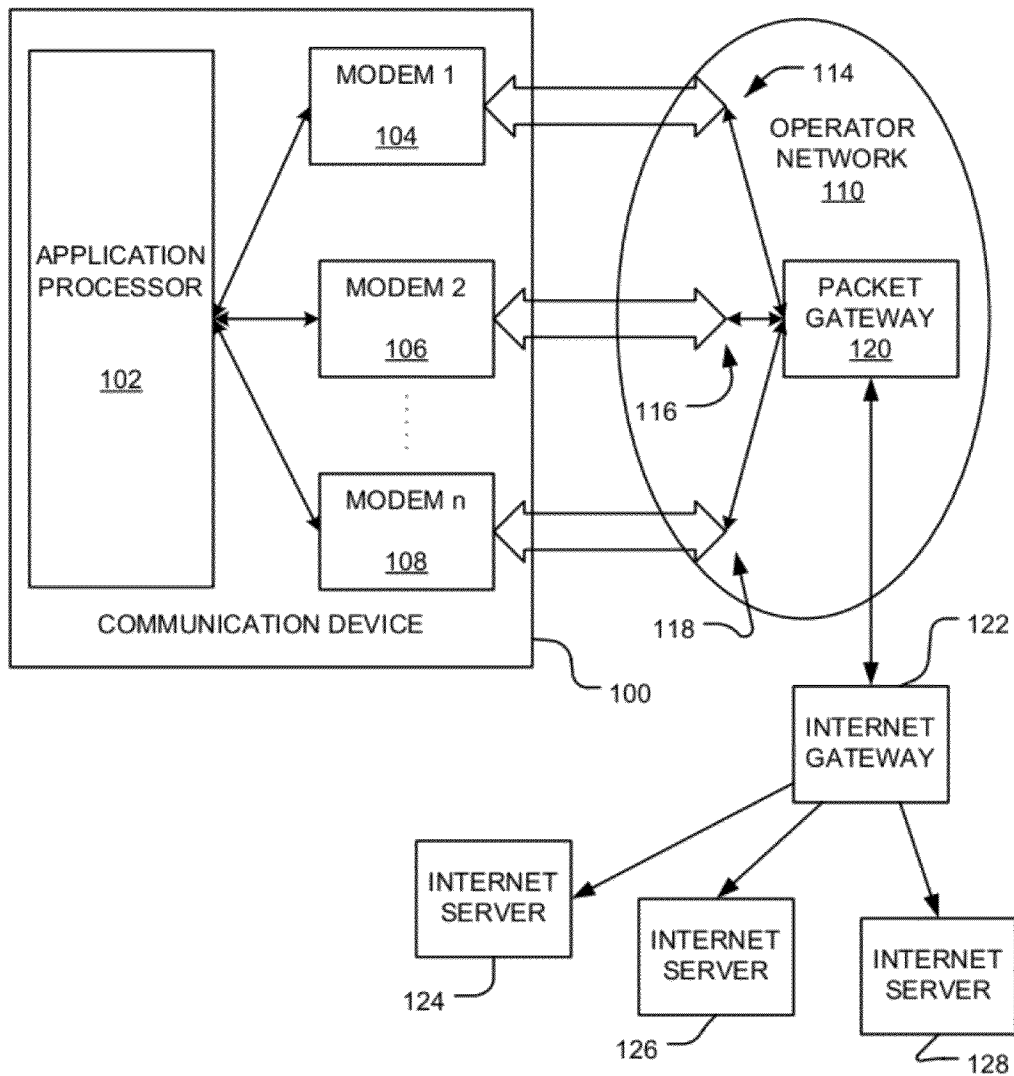 MODEM 1
104
114
OPERATOR
NETWORK
110
APPLICATION
PROCESSOR
102
MODEM 2
106
PACKET
GATEWAY
120
116
MODEM n
108
COMMUNICATION DEVICE
118
122
100
INTERNET
GATEWAY
INTERNET
SERVER
INTERNET
SERVER
INTERNET
SERVER
124
126
128